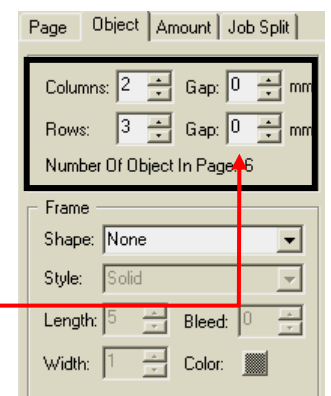 Page Object Amount Job Split
Columns: 2 Gap: 0 mm
Rows: 3 Gap: 0 mm
Number Of Object In Page: 6
Frame
Shape: None
Style: Solid
Length: 5 Bleed: 0
Width: 1 Color: